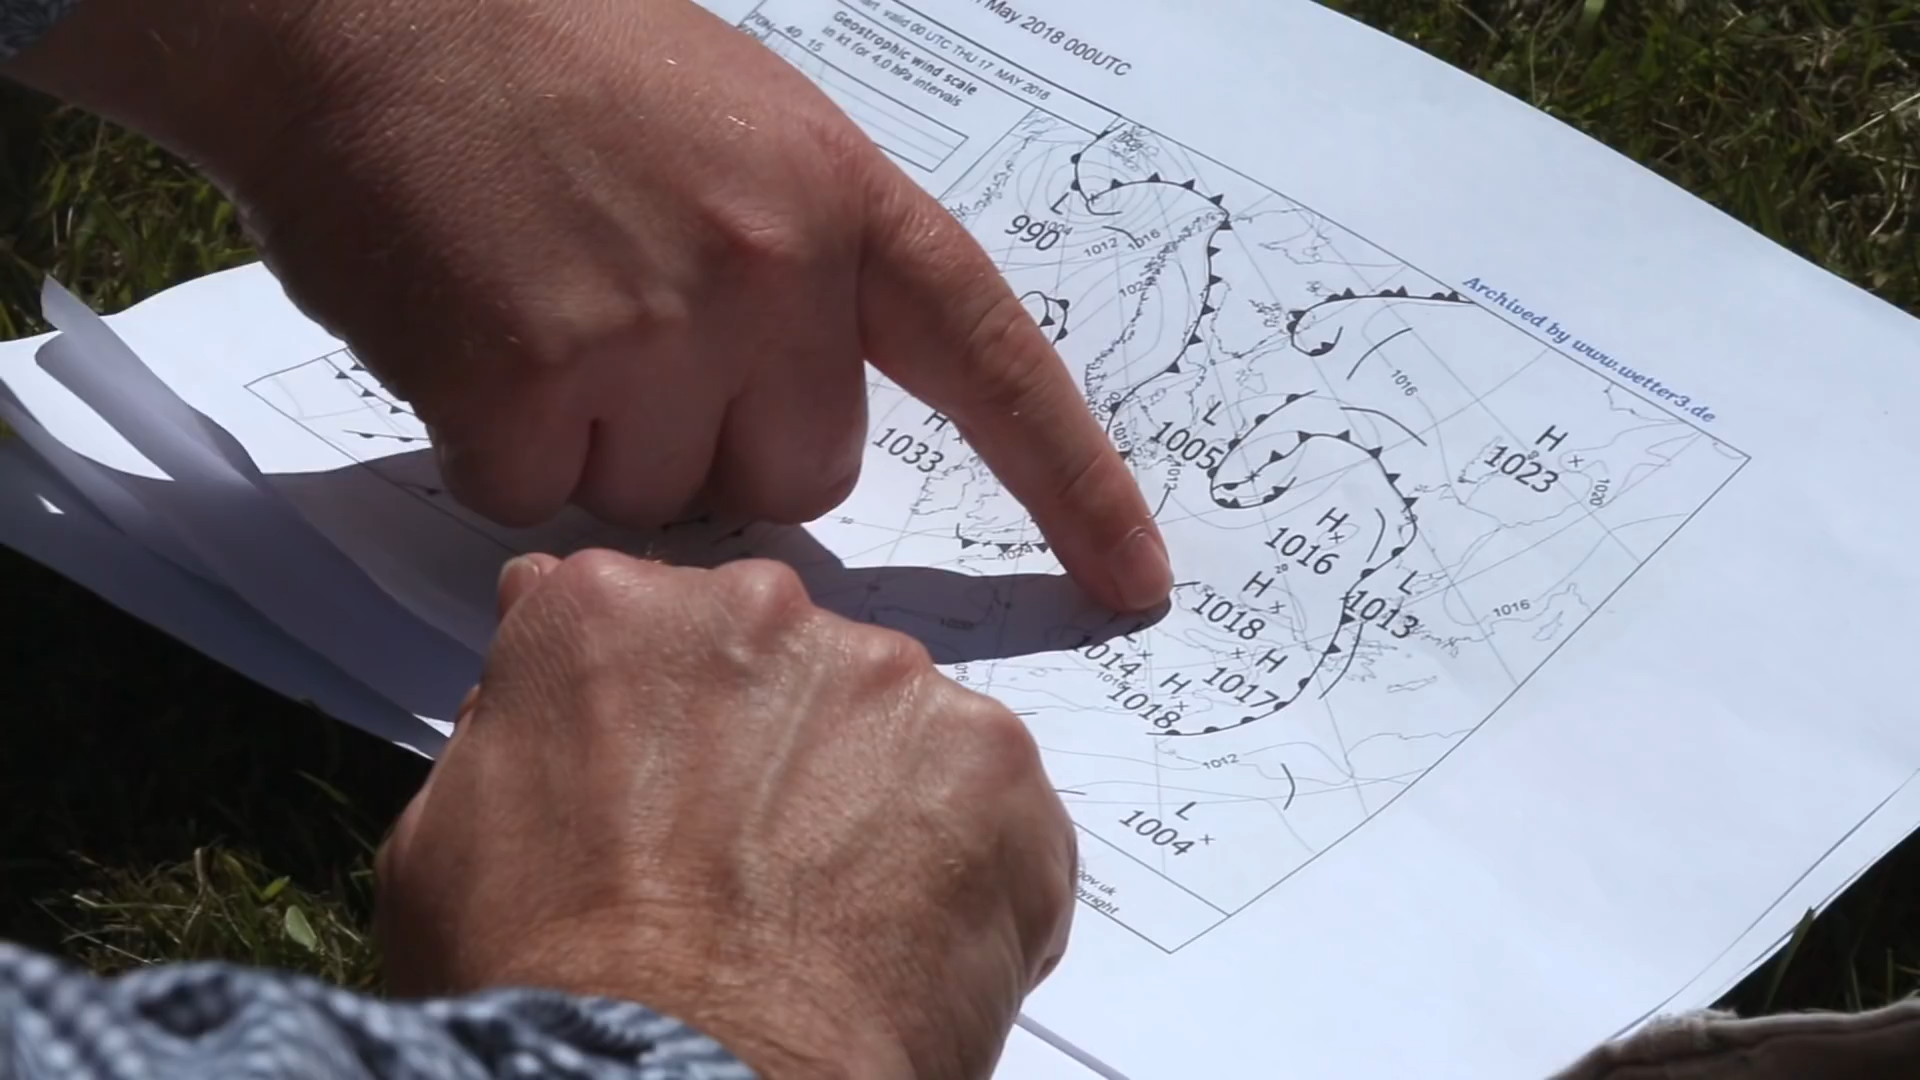 May 2018 000UTC
valid 00 UTC THU 17 MAY 2018
Geostrophic wind scale
in kt for 4.0 hPa intervals
40 15
Archived by www.wetter3.de
L
990
1012 1016
H
1033
L
1005
1016
H
1023
1020
H
1016
H
1018
L
1013
1016
1024
1014
H
1017
H
1018
1012
L
1004
gov.uk